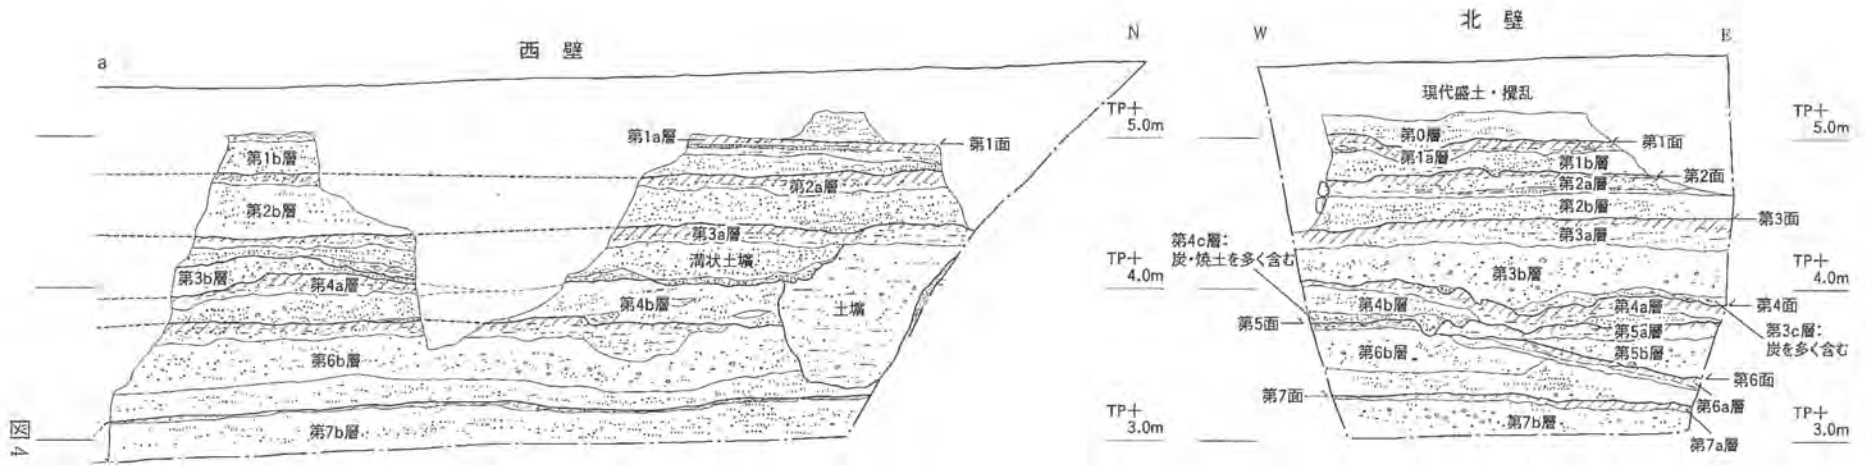 西壁
a
N
第1b層
第2b層
第3b層
第4a層
第6b層
第7b層
第1a層
第1面
第2a層
第3a層
溝状土壙
第4b層
土壙
TP+
5.0m
TP+
4.0m
TP+
3.0m
図4
北壁
W
E
現代盛土・攪乱
第0層
第1面
第1a層
第1b層
第2面
第2a層
第2b層
第3面
第3a層
第4c層:
炭・焼土を多く含む
第3b層
第4b層
第4a層
第4面
第5面
第5a層
第3c層:
炭を多く含む
第6b層
第5b層
第6面
第7面
第6a層
第7b層
第7a層
TP+
5.0m
TP+
4.0m
TP+
3.0m